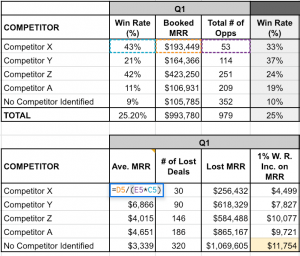 Q1
COMPETITOR Win Rate (%) Booked MRR Total # of Opps Win Rate (%)
Competitor X 43% $193,449 53 33%
Competitor Y 21% $164,366 114 37%
Competitor Z 42% $423,250 251 24%
Competitor A 11% $106,931 209 19%
No Competitor Identified 9% $105,785 352 10%
TOTAL 25.20% $993,780 979 25%
Q1
COMPETITOR Ave. MRR # of Lost Deals Lost MRR 1% W. R. Inc. on MRR
Competitor X =D5/(E5*C5) 30 $256,432 $4,499
Competitor Y $6,866 90 $618,329 $7,827
Competitor Z $4,015 146 $584,488 $10,077
Competitor A $4,651 186 $865,167 $9,721
No Competitor Identified $3,339 320 $1,069,605 $11,754